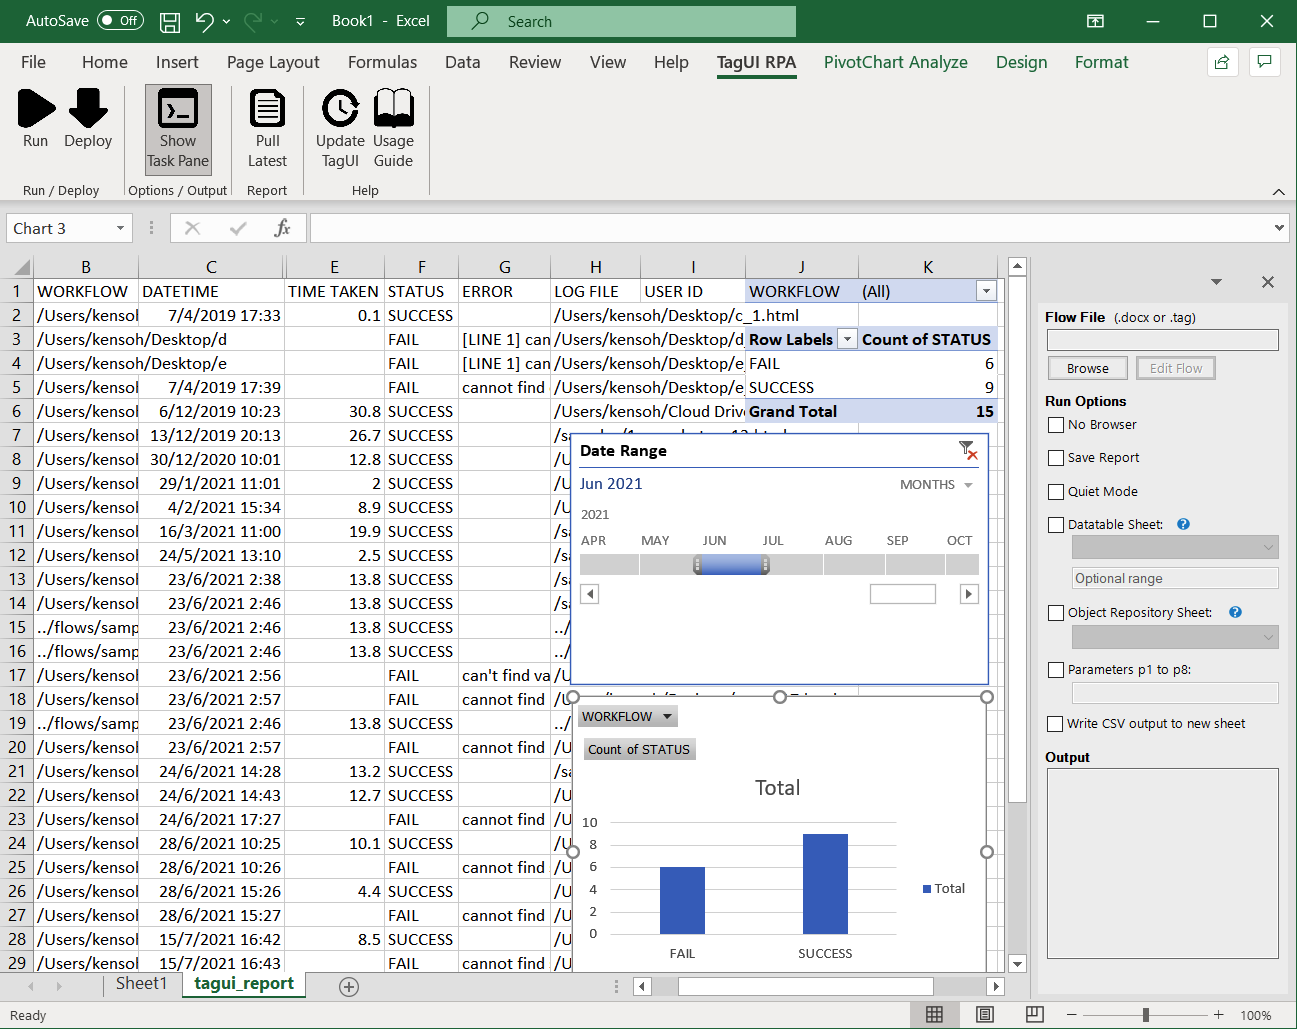 AutoSave Off Book1 - Excel Search
File Home Insert Page Layout Formulas Data Review View Help TagUI RPA PivotChart Analyze Design Format
Run Deploy Show Task Pane Pull Latest Update TagUI Usage Guide
Run / Deploy Options / Output Report Help
Chart 3 fx
B C E F G H I J K
1 WORKFLOW DATETIME TIME TAKEN STATUS ERROR LOG FILE USER ID WORKFLOW (All)
2 /Users/kensol 7/4/2019 17:33 0.1 SUCCESS /Users/kensoh/Desktop/c_1.html
3 /Users/kensoh/Desktop/d FAIL [LINE 1] can /Users/kensoh/Desktop/d Row Labels Count of STATUS
4 /Users/kensoh/Desktop/e FAIL [LINE 1] can /Users/kensoh/Desktop/e FAIL 6
5 /Users/kensol 7/4/2019 17:39 FAIL cannot find /Users/kensoh/Desktop/e SUCCESS 9
6 /Users/kensol 6/12/2019 10:23 30.8 SUCCESS /Users/kensoh/Cloud Drive Grand Total 15
7 /Users/kensol 13/12/2019 20:13 26.7 SUCCESS
8 /Users/kensol 30/12/2020 10:01 12.8 SUCCESS /U
9 /Users/kensol 29/1/2021 11:01 2 SUCCESS /U
10 /Users/kensol 4/2/2021 15:34 8.9 SUCCESS /U
11 /Users/kensol 16/3/2021 11:00 19.9 SUCCESS /sa
12 /Users/kensol 24/5/2021 13:10 2.5 SUCCESS /sa
13 /Users/kensol 23/6/2021 2:38 13.8 SUCCESS /sa
14 /Users/kensol 23/6/2021 2:46 13.8 SUCCESS /sa
15 ../flows/samp 23/6/2021 2:46 13.8 SUCCESS ../
16 ../flows/samp 23/6/2021 2:46 13.8 SUCCESS ../
17 /Users/kensol 23/6/2021 2:56 FAIL can't find va /U
18 /Users/kensol 23/6/2021 2:57 FAIL cannot find /U
19 ../flows/samp 23/6/2021 2:46 13.8 SUCCESS ../
20 /Users/kensol 23/6/2021 2:57 FAIL cannot find /U
21 /Users/kensol 24/6/2021 14:28 13.2 SUCCESS /sa
22 /Users/kensol 24/6/2021 14:43 12.7 SUCCESS /U
23 /Users/kensol 24/6/2021 17:27 FAIL cannot find /U
24 /Users/kensol 28/6/2021 10:25 10.1 SUCCESS /U
25 /Users/kensol 28/6/2021 10:26 FAIL cannot find /U
26 /Users/kensol 28/6/2021 15:26 4.4 SUCCESS /U
27 /Users/kensol 28/6/2021 15:27 FAIL cannot find /U
28 /Users/kensol 15/7/2021 16:42 8.5 SUCCESS /U
29 /Users/kensol 15/7/2021 16:43 FAIL cannot find /U
Date Range
Jun 2021 MONTHS
2021
APR MAY JUN JUL AUG SEP OCT
WORKFLOW
Count of STATUS
Total
10
8
6
4
2
0
FAIL SUCCESS
Total
Flow File (.docx or .tag)
Browse Edit Flow
Run Options
No Browser
Save Report
Quiet Mode
Datatable Sheet: ?
Optional range
Object Repository Sheet: ?
Parameters p1 to p8:
Write CSV output to new sheet
Output
Sheet1 tagui_report
Ready 100%